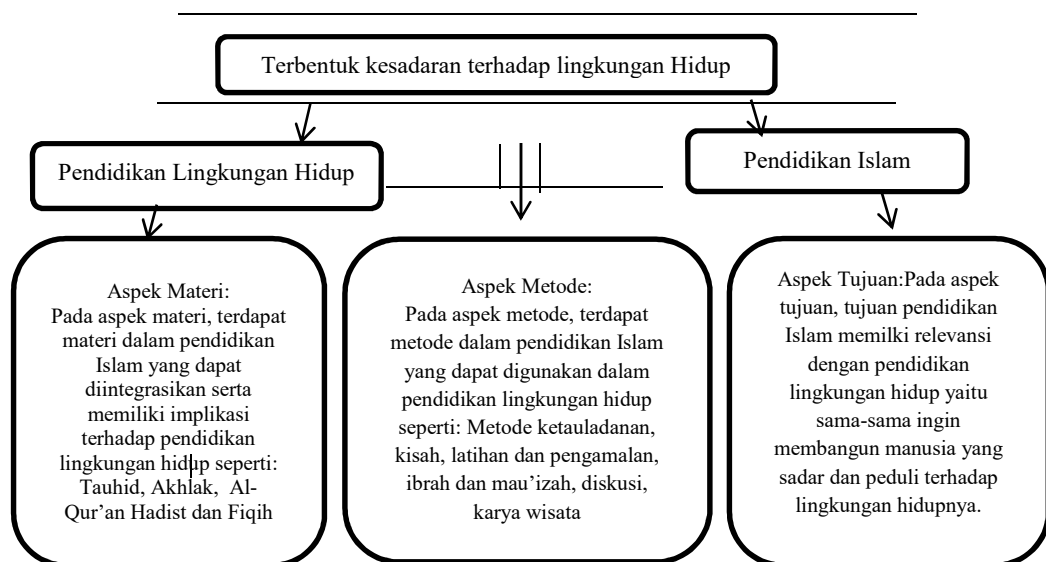 Terbentuk kesadaran terhadap lingkungan Hidup
Pendidikan Lingkungan Hidup
Pendidikan Islam
Aspek Materi:
Pada aspek materi, terdapat
materi dalam pendidikan
Islam yang dapat
diintegrasikan serta
memiliki implikasi
terhadap pendidikan
lingkungan hidup seperti:
Tauhid, Akhlak,  Al-
Qur’an Hadist dan Fiqih
Aspek Metode:
Pada aspek metode, terdapat
metode dalam pendidikan Islam
yang dapat digunakan dalam
pendidikan lingkungan hidup
seperti: Metode ketauladanan,
kisah, latihan dan pengamalan,
ibrah dan mau’izah, diskusi,
karya wisata
Aspek Tujuan:Pada aspek
tujuan, tujuan pendidikan
Islam memilki relevansi
dengan pendidikan
lingkungan hidup yaitu
sama-sama ingin
membangun manusia yang
sadar dan peduli terhadap
lingkungan hidupnya.